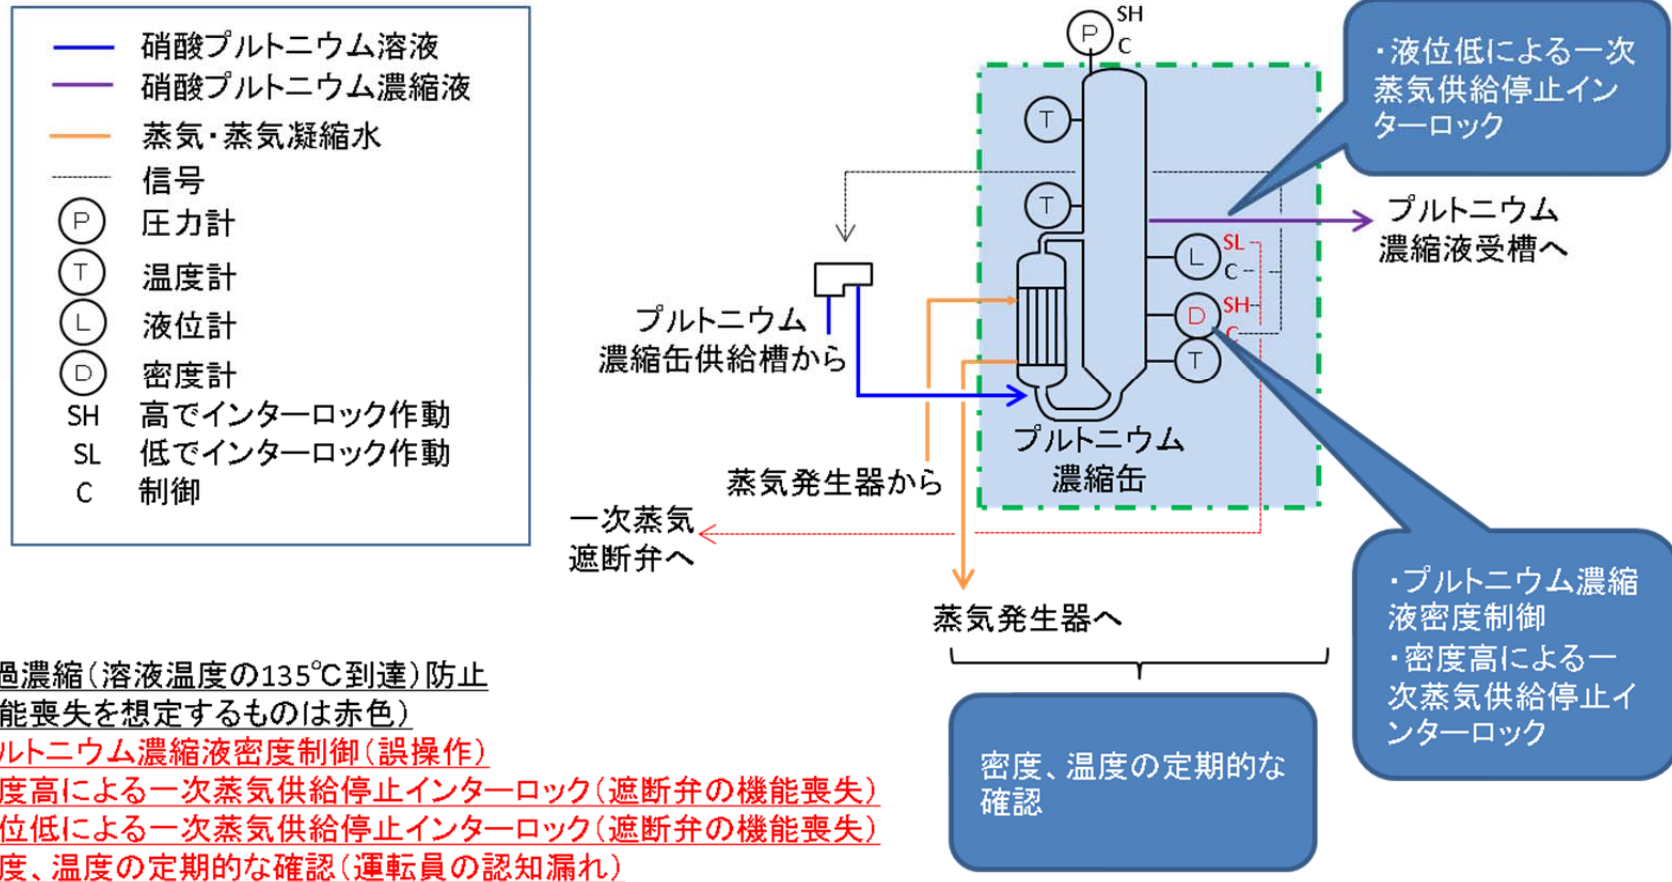 硝酸プルトニウム溶液
硝酸プルトニウム濃縮液
蒸気・蒸気凝縮水
信号
P 圧力計
T 温度計
L 液位計
D 密度計
SH 高でインターロック作動
SL 低でインターロック作動
C 制御
P SH
C
T
T
L SL
C
D SH
C
T
・液位低による一次
蒸気供給停止イン
ターロック
プルトニウム
濃縮液受槽へ
プルトニウム
濃縮缶供給槽から
プルトニウム
濃縮缶
蒸気発生器から
一次蒸気
遮断弁へ
蒸気発生器へ
・プルトニウム濃縮
液密度制御
・密度高による一
次蒸気供給停止イ
ンターロック
密度、温度の定期的な
確認
過濃縮(溶液温度の135℃到達)防止
能喪失を想定するものは赤色)
ルトニウム濃縮液密度制御(誤操作)
度高による一次蒸気供給停止インターロック(遮断弁の機能喪失)
位低による一次蒸気供給停止インターロック(遮断弁の機能喪失)
度、温度の定期的な確認(運転員の認知漏れ)